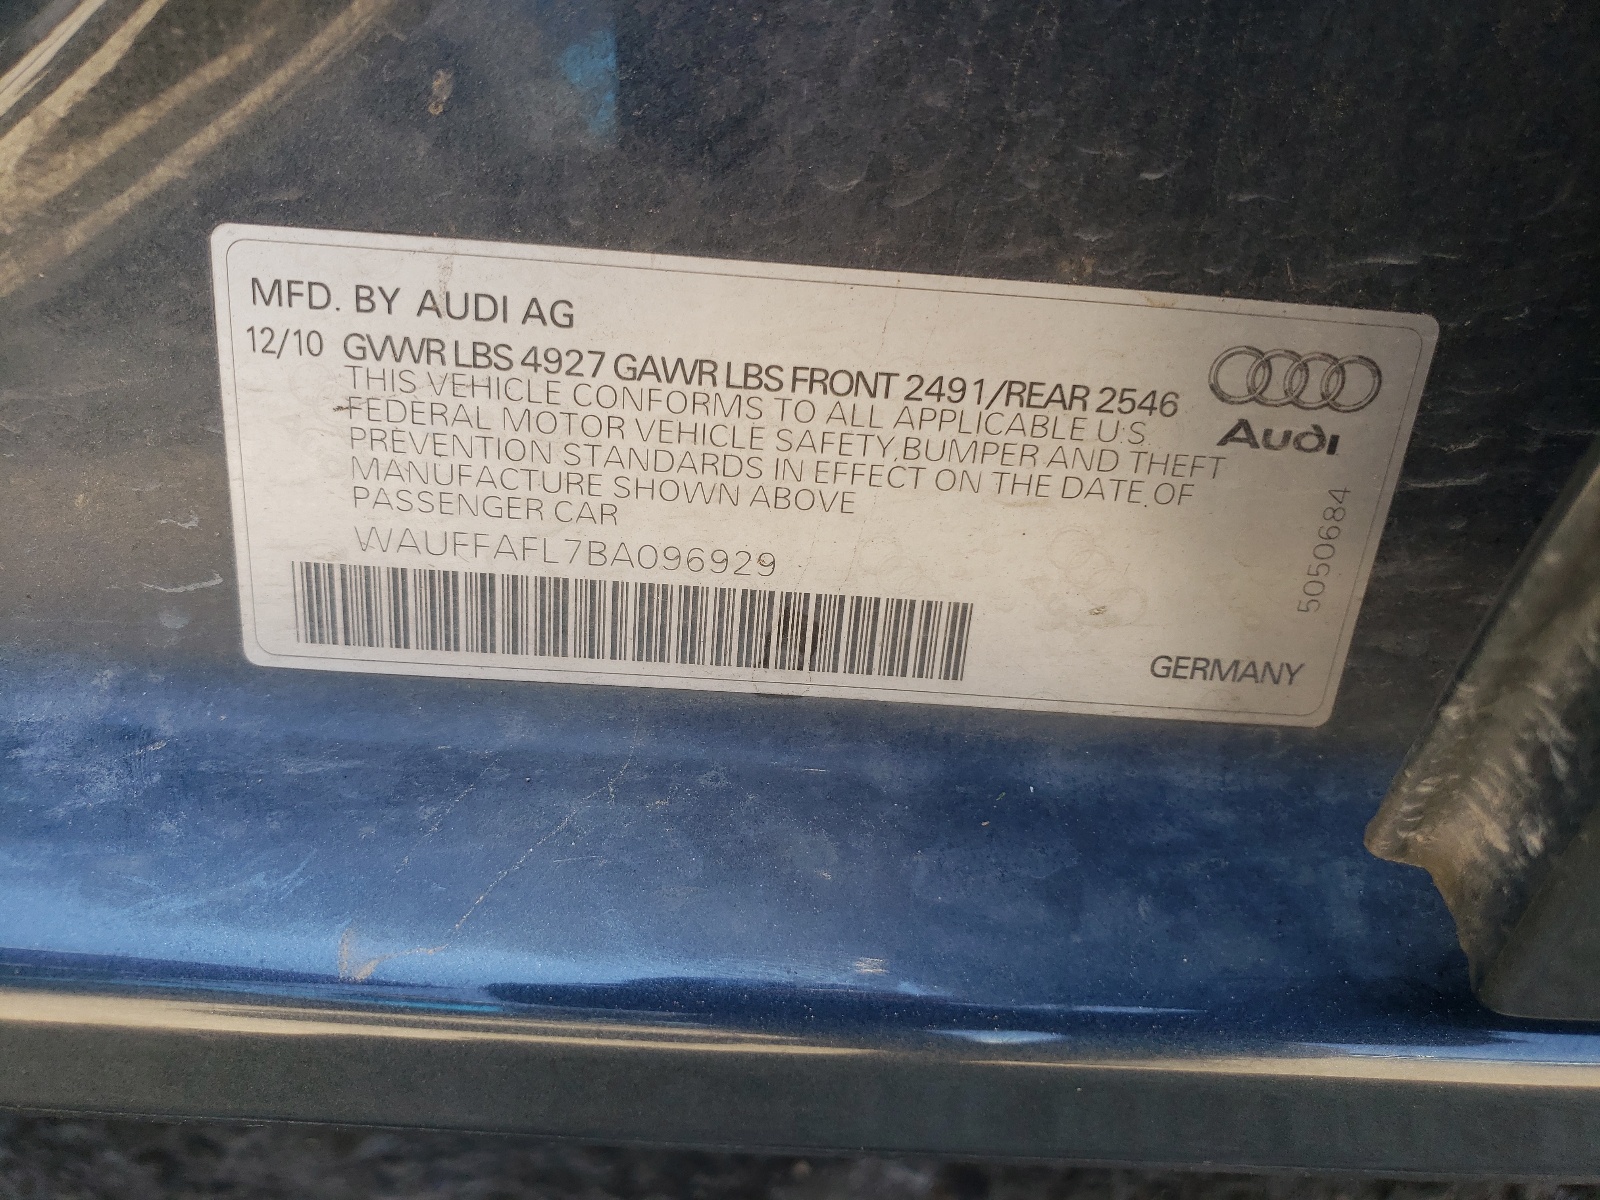 MFD. BY AUDI AG
12/10 GVWR LBS 4927 GAWR LBS FRONT 2491/REAR 2546
THIS VEHICLE CONFORMS TO ALL APPLICABLE U.S.
FEDERAL MOTOR VEHICLE SAFETY, BUMPER AND THEFT
PREVENTION STANDARDS IN EFFECT ON THE DATE OF
MANUFACTURE SHOWN ABOVE
PASSENGER CAR
WAUFFAFL7BA096929
Audi
5050684
GERMANY